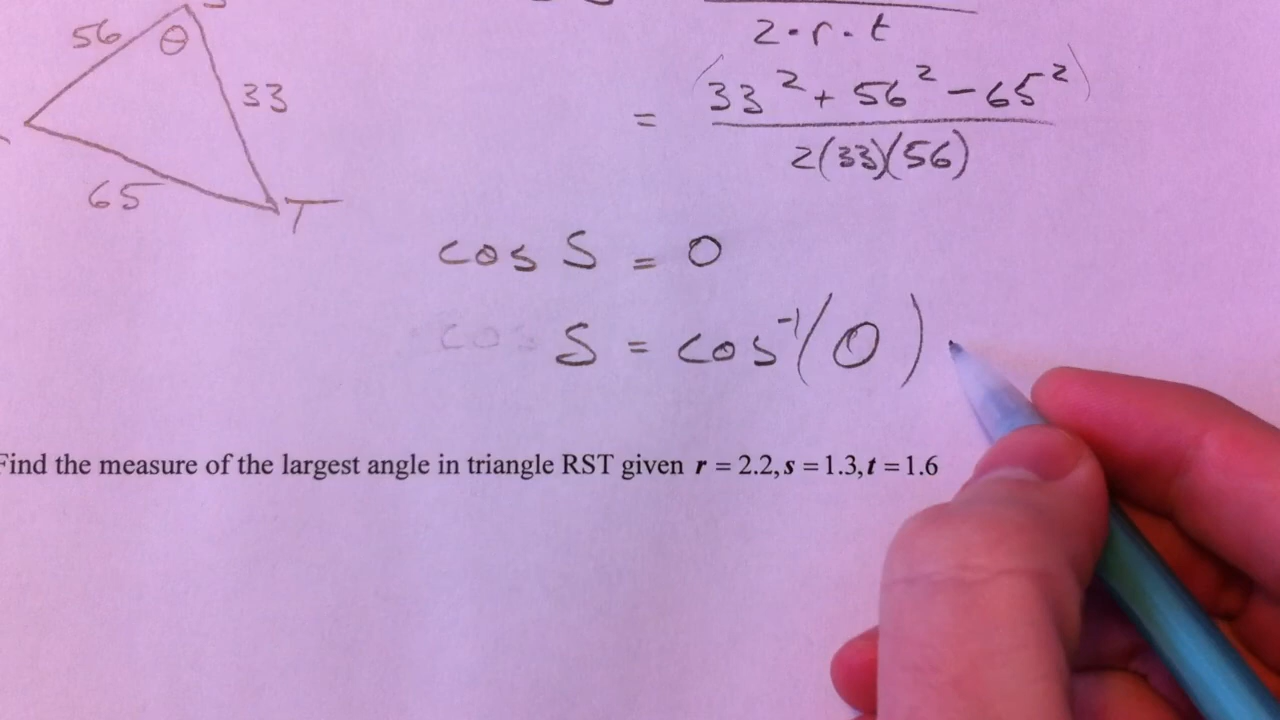 56
θ
33
65
T
2 · r · t
= (33² + 56² - 65²)
2(33)(56)
cos S = 0
S = cos⁻¹(0)
Find the measure of the largest angle in triangle RST given r = 2.2, s = 1.3, t = 1.6